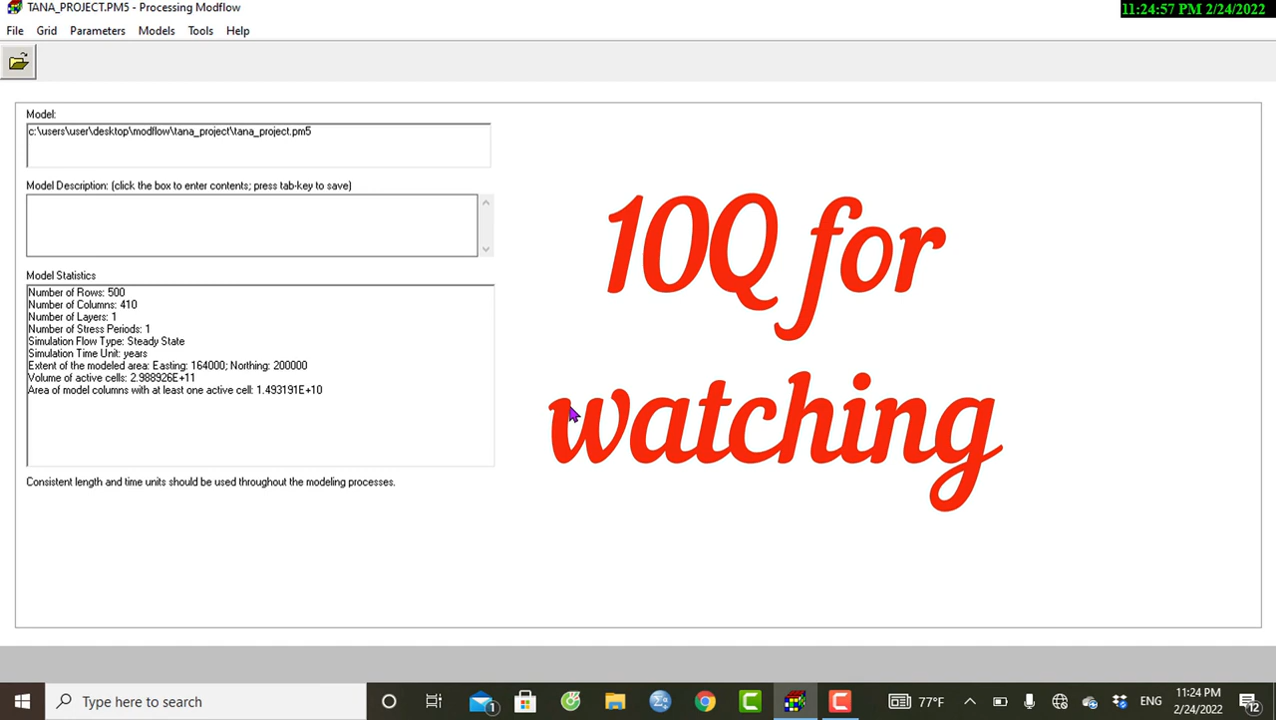 TANA_PROJECT.PM5 - Processing Modflow
11:24:57 PM 2/24/2022
File Grid Parameters Models Tools Help
Model:
c:\users\user\desktop\modflow\tana_project\tana_project.pm5
Model Description: (click the box to enter contents; press tab-key to save)
Model Statistics
Number of Rows: 500
Number of Columns: 410
Number of Layers: 1
Number of Stress Periods: 1
Simulation Flow Type: Steady State
Simulation Time Unit: years
Extent of the modeled area: Easting: 164000; Northing: 200000
Volume of active cells: 2.988926E+11
Area of model columns with at least one active cell: 1.493191E+10
Consistent length and time units should be used throughout the modeling processes.
10Q for
watching
Type here to search
1
77°F
ENG
11:24 PM
2/24/2022
12